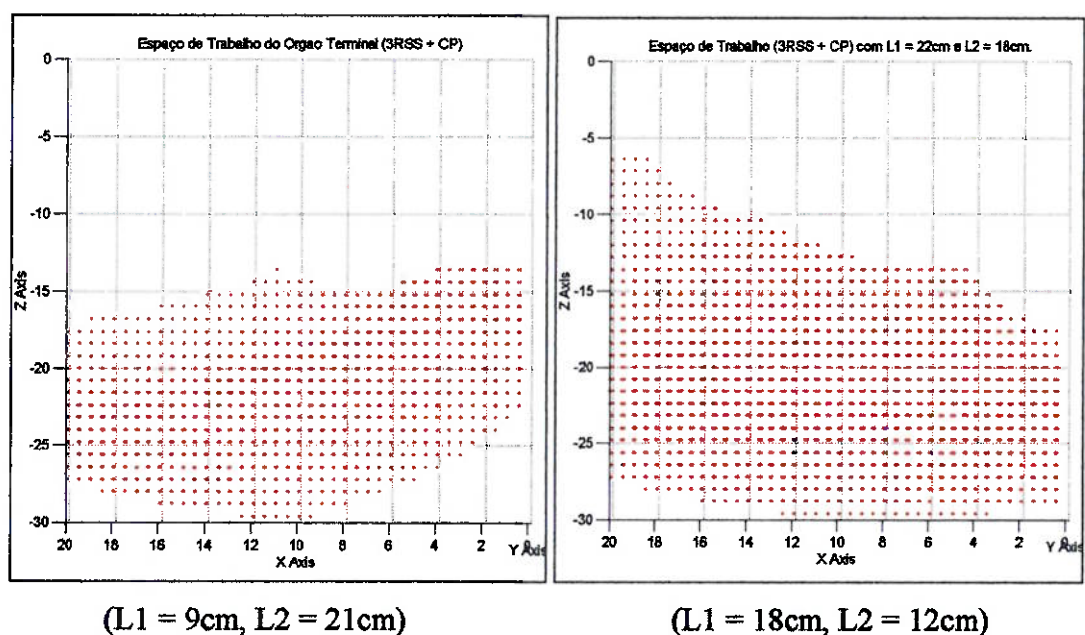 Espaço de Trabalho do Orgao Terminal (3RSS + CP)
0
-5
-10
-15
-20
-25
-30
Z Axis
20 18 16 14 12 10 8 6 4 2 0
X Axis
Y Axis
Espaço de Trabalho (3RSS + CP) com L1 = 22cm e L2 = 18cm.
0
-5
-10
-15
-20
-25
-30
Z Axis
20 18 16 14 12 10 8 6 4 2 0
X Axis
Y Axis
(L1 = 9cm, L2 = 21cm)
(L1 = 18cm, L2 = 12cm)